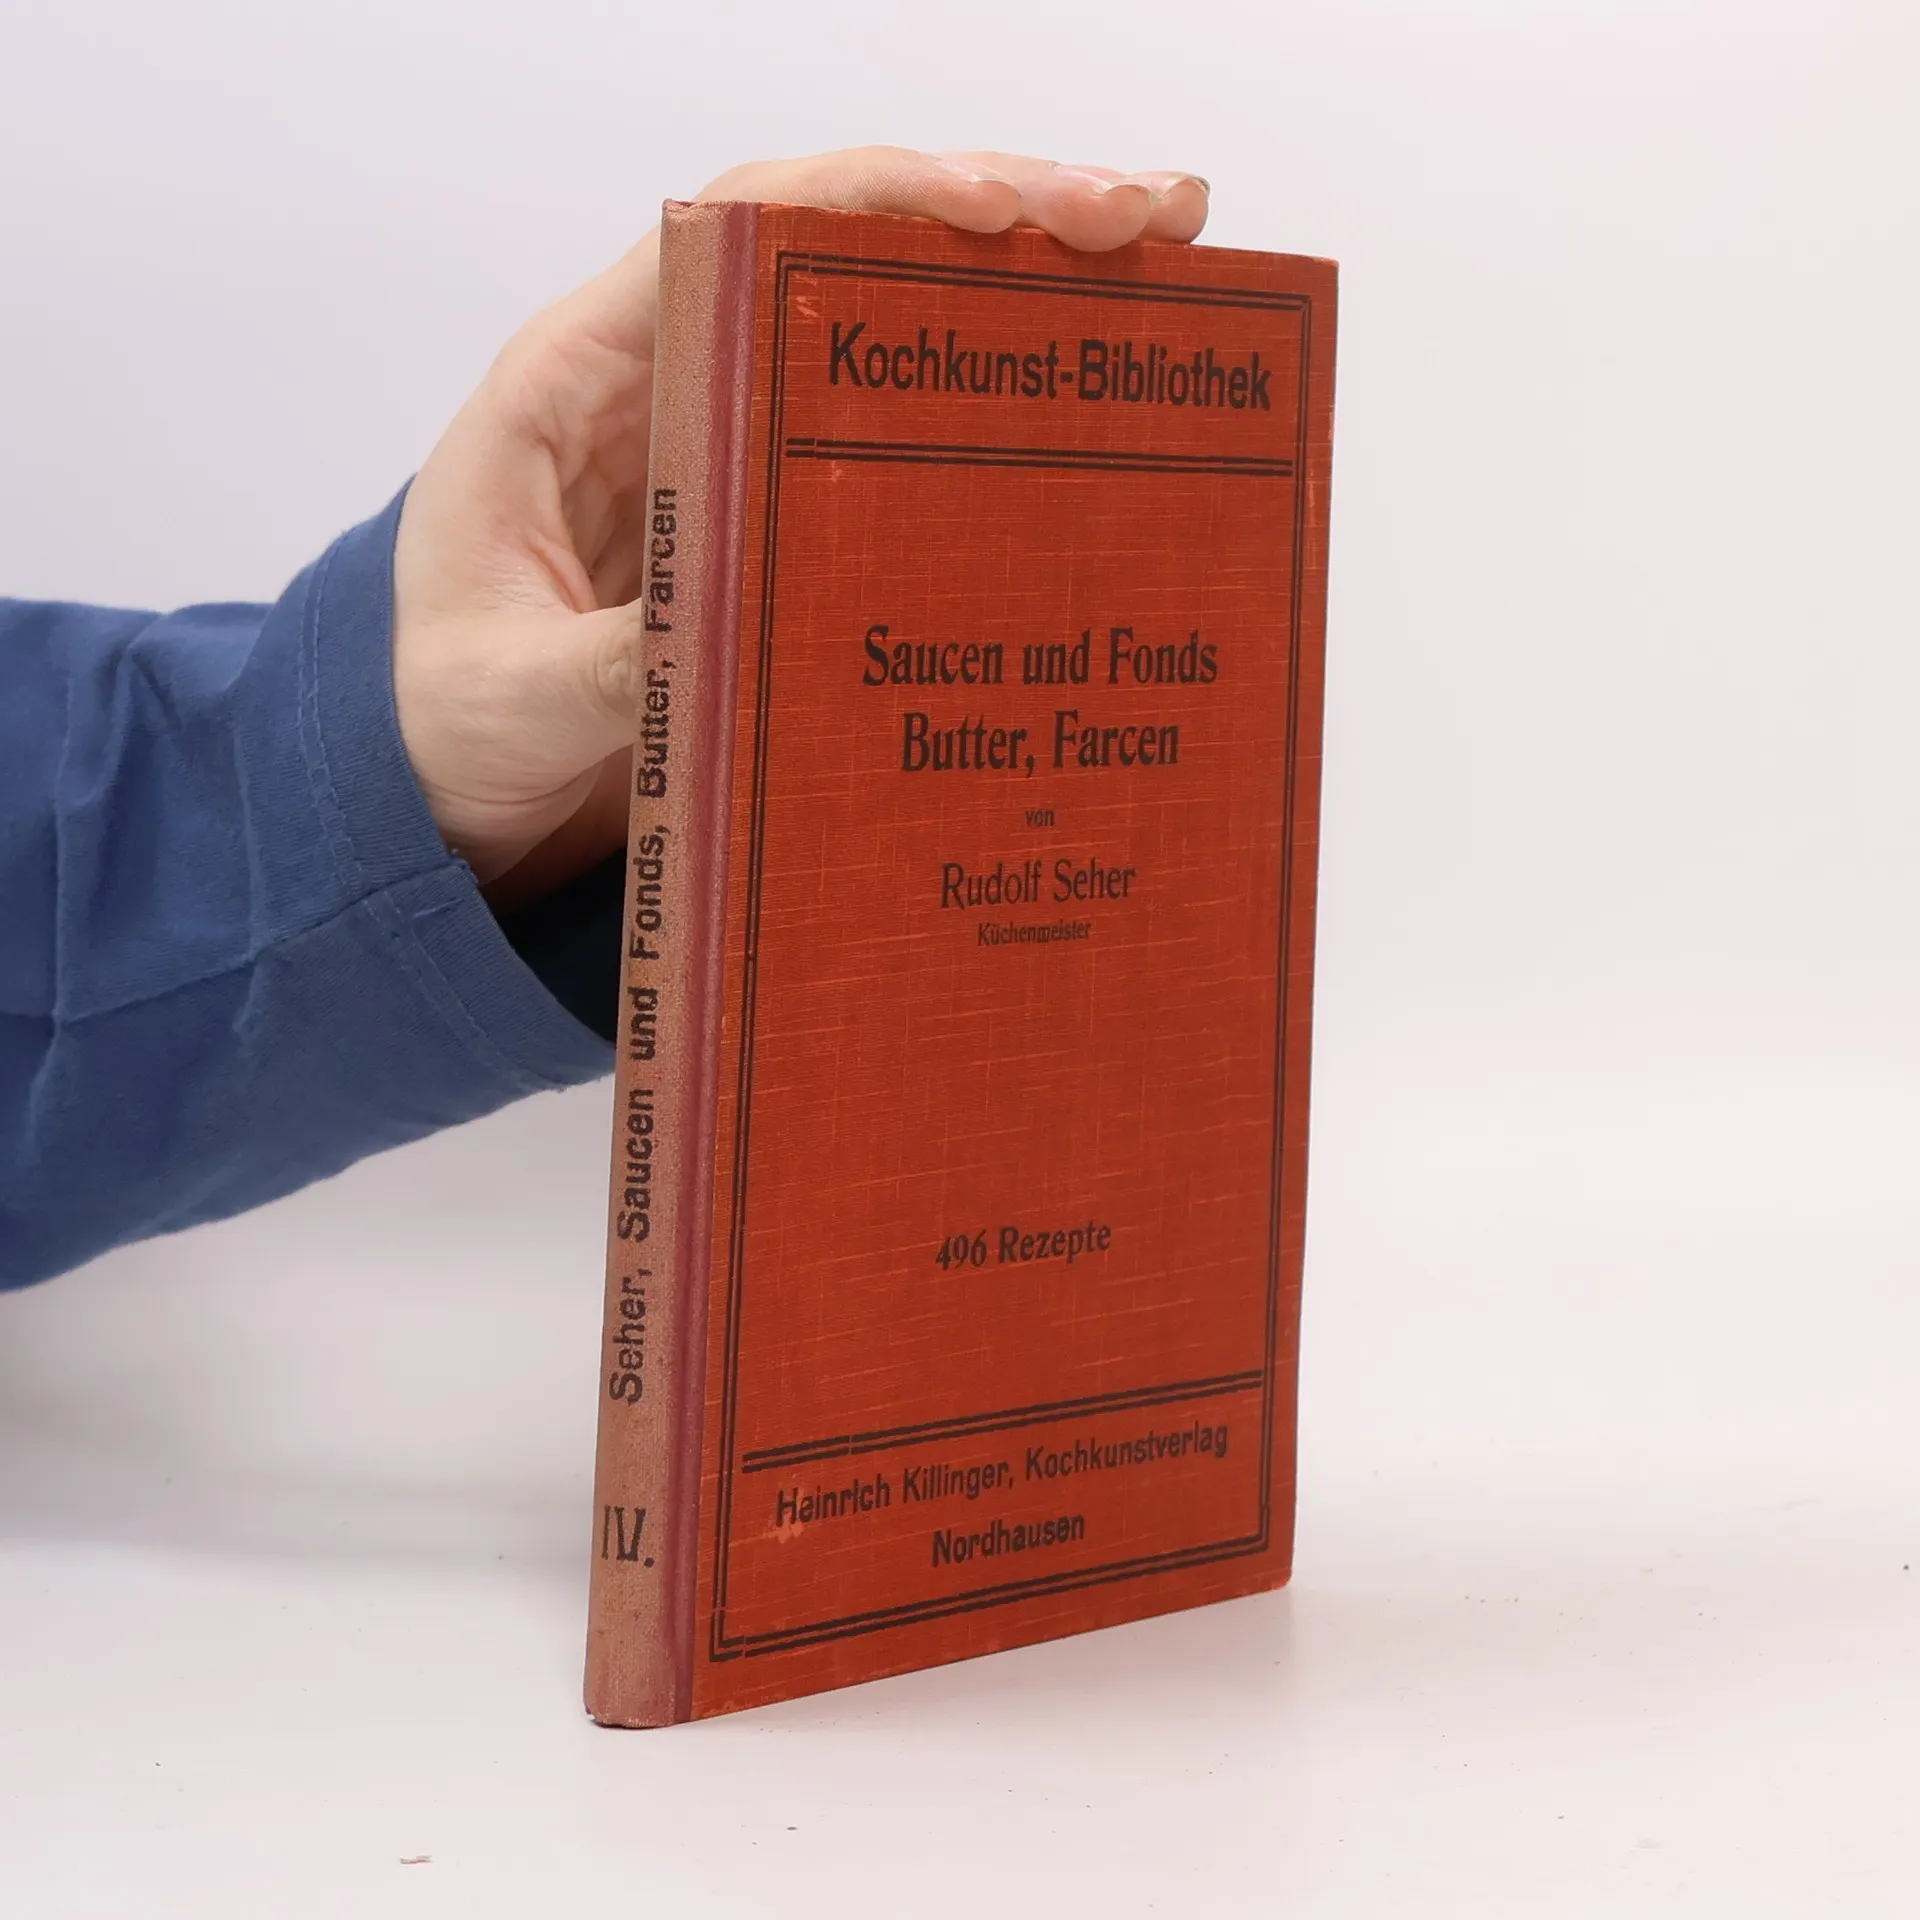 Kochkunst-Bibliothek
Saucen und Fonds
Butter, Farcen
von
Rudolf Seher
Küchenmeister
496 Rezepte
Heinrich Killinger, Kochkunstverlag
Nordhausen
Seher, Saucen und Fonds, Butter, Farcen
IV.